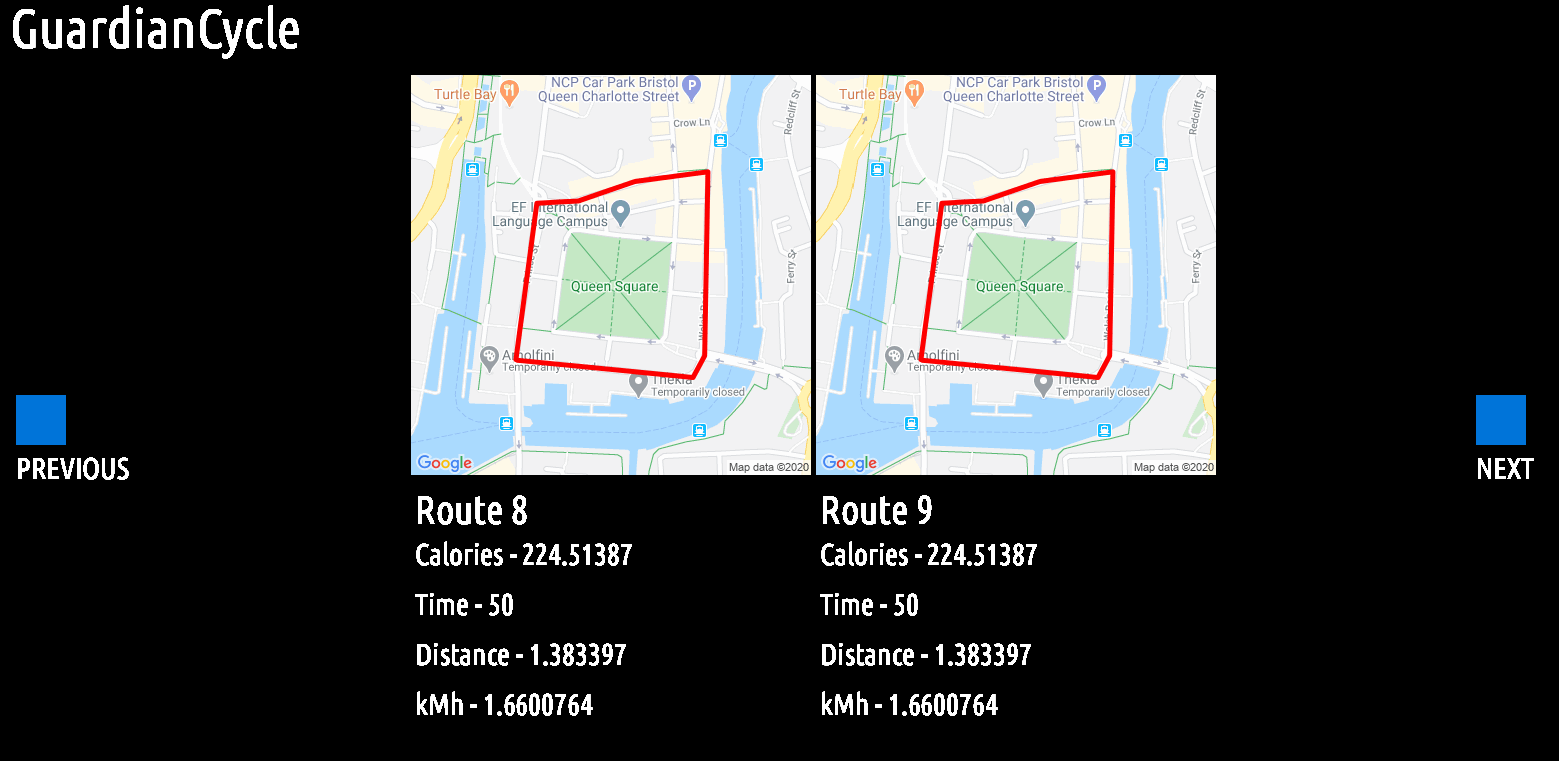 GuardianCycle
NCP Car Park Bristol
Queen Charlotte Street
Turtle Bay
Crow Ln
Redcliff St
EF International
Language Campus
Queen Square
Ferry St
Arnolfini
Temporarily closed
Thekla
Temporarily closed
Google
Map data ©2020
NCP Car Park Bristol
Queen Charlotte Street
Turtle Bay
Crow Ln
Redcliff St
EF International
Language Campus
Queen Square
Ferry St
Arnolfini
Temporarily closed
Thekla
Temporarily closed
Google
Map data ©2020
PREVIOUS
NEXT
Route 8
Calories - 224.51387
Time - 50
Distance - 1.383397
kMh - 1.6600764
Route 9
Calories - 224.51387
Time - 50
Distance - 1.383397
kMh - 1.6600764